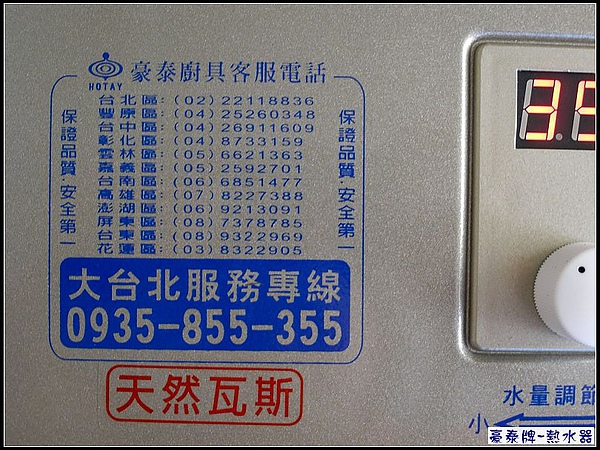 HOTAY
豪泰廚具客服電話
保證品質·安全第一
台北區:(02)22118836
豐原區:(04)25260348
台中區:(04)26911609
彰化區:(04)8733159
雲林區:(05)6621363
嘉義區:(05)2592701
台南區:(06)6851477
高雄區:(07)8227388
澎湖區:(06)9213091
屏東區:(08)7378785
台東區:(08)9322969
花蓮區:(03)8322905
保證品質·安全第一
大台北服務專線
0935-855-355
天然瓦斯
3.5
水量調節
小
豪泰牌-熱水器